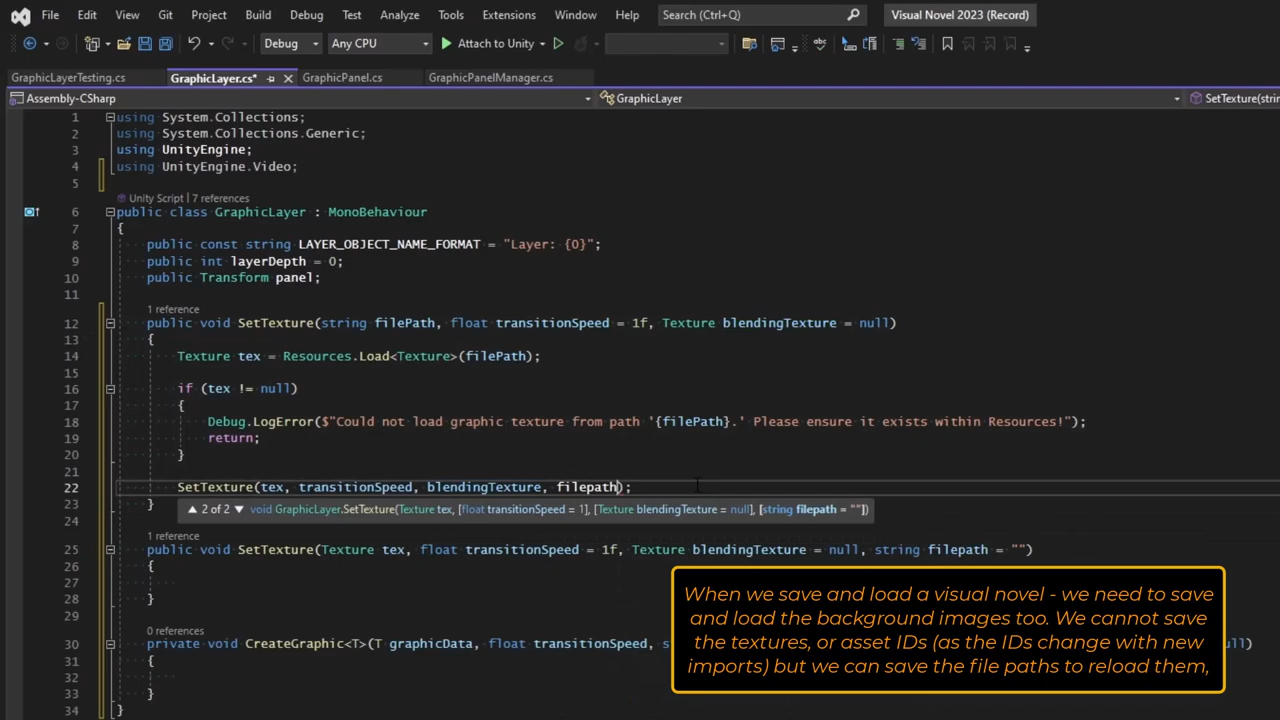 File Edit View Git Project Build Debug Test Analyze Tools Extensions Window Help Search (Ctrl+Q) Visual Novel 2023 (Record)
Debug Any CPU Attach to Unity
GraphicLayerTesting.cs GraphicLayer.cs* GraphicPanel.cs GraphicPanelManager.cs
Assembly-CSharp GraphicLayer SetTexture(strin
1 using System.Collections;
2 using System.Collections.Generic;
3 using UnityEngine;
4 using UnityEngine.Video;
5
Unity Script | 7 references
6 public class GraphicLayer : MonoBehaviour
7 {
8 public const string LAYER_OBJECT_NAME_FORMAT = "Layer: {0}";
9 public int layerDepth = 0;
10 public Transform panel;
11
1 reference
12 public void SetTexture(string filePath, float transitionSpeed = 1f, Texture blendingTexture = null)
13 {
14 Texture tex = Resources.Load<Texture>(filePath);
15
16 if (tex != null)
17 {
18 Debug.LogError($"Could not load graphic texture from path '{filePath}.' Please ensure it exists within Resources!");
19 return;
20 }
21
22 SetTexture(tex, transitionSpeed, blendingTexture, filepath);
23 }
▲ 2 of 2 ▼ void GraphicLayer.SetTexture(Texture tex, [float transitionSpeed = 1], [Texture blendingTexture = null], [string filepath = ""])
24
1 reference
25 public void SetTexture(Texture tex, float transitionSpeed = 1f, Texture blendingTexture = null, string filepath = "")
26 {
27
28 }
29
0 references
30 private void CreateGraphic<T>(T graphicData, float transitionSpeed, s
31 {
32
33 }
34 }
When we save and load a visual novel - we need to save
and load the background images too. We cannot save
the textures, or asset IDs (as the IDs change with new
imports) but we can save the file paths to reload them,